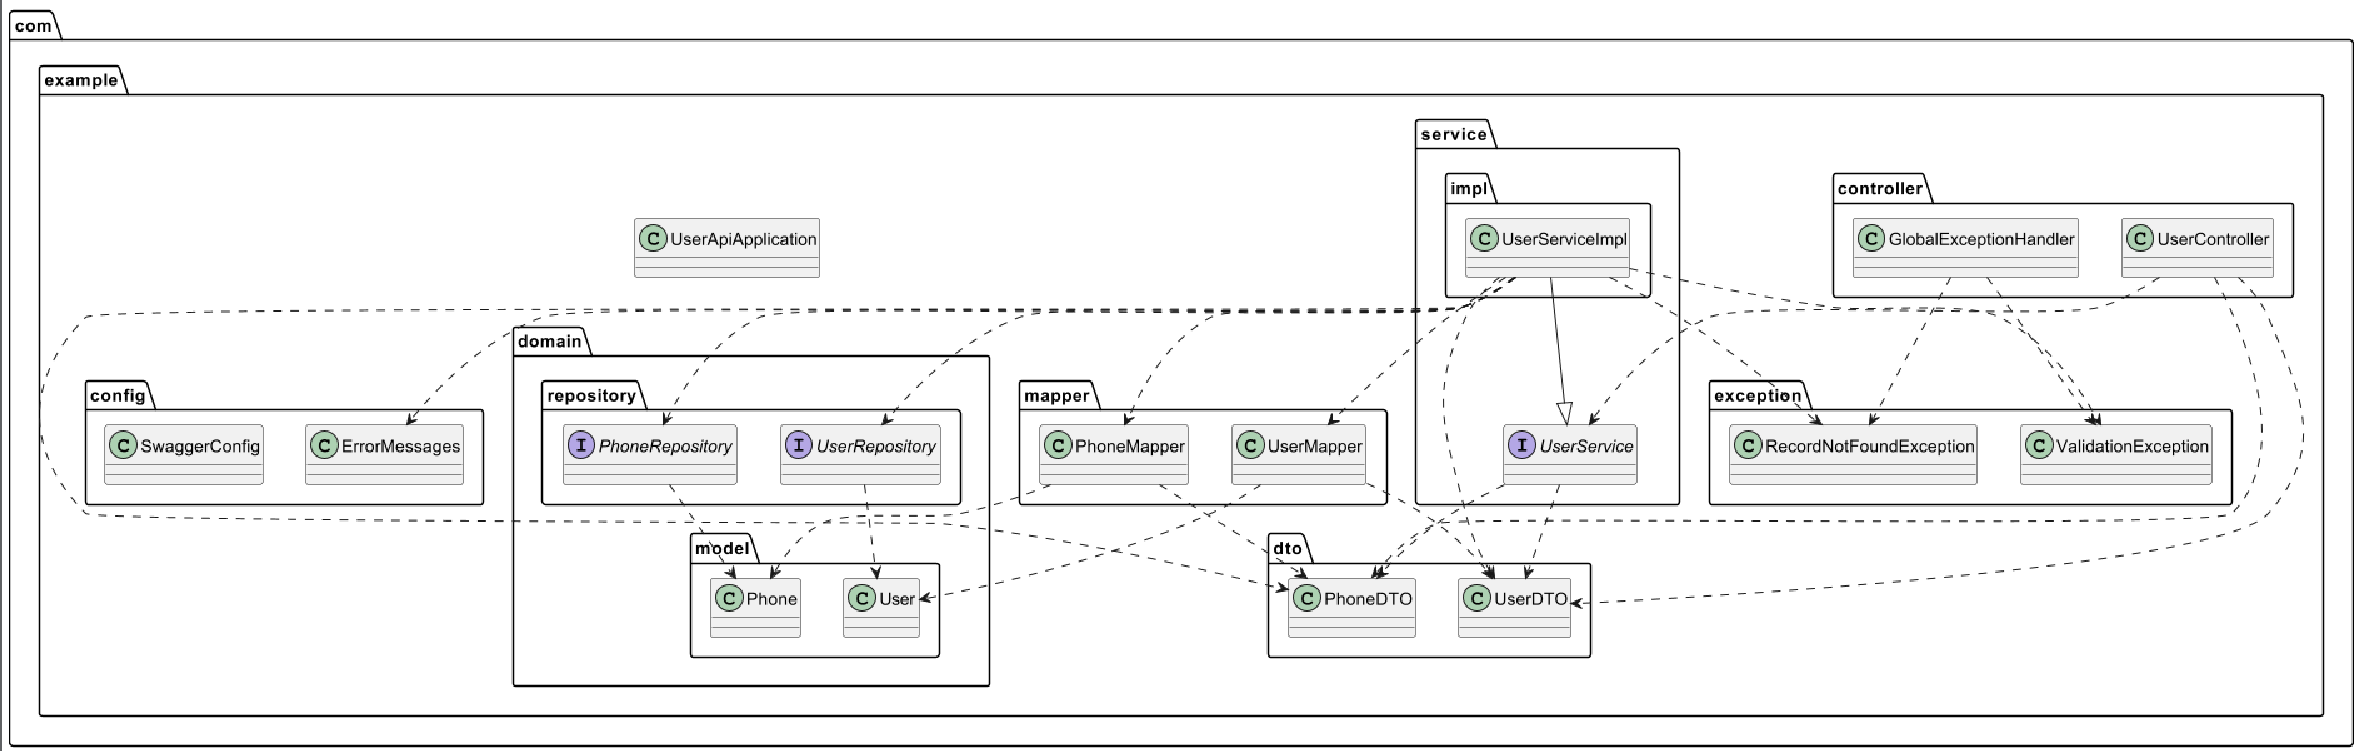 com
example
service
impl
controller
C UserApiApplication
C UserServiceImpl
C GlobalExceptionHandler
C UserController
domain
config
repository
mapper
exception
C SwaggerConfig
C ErrorMessages
I PhoneRepository
I UserRepository
C PhoneMapper
C UserMapper
I UserService
C RecordNotFoundException
C ValidationException
model
dto
C Phone
C User
C PhoneDTO
C UserDTO